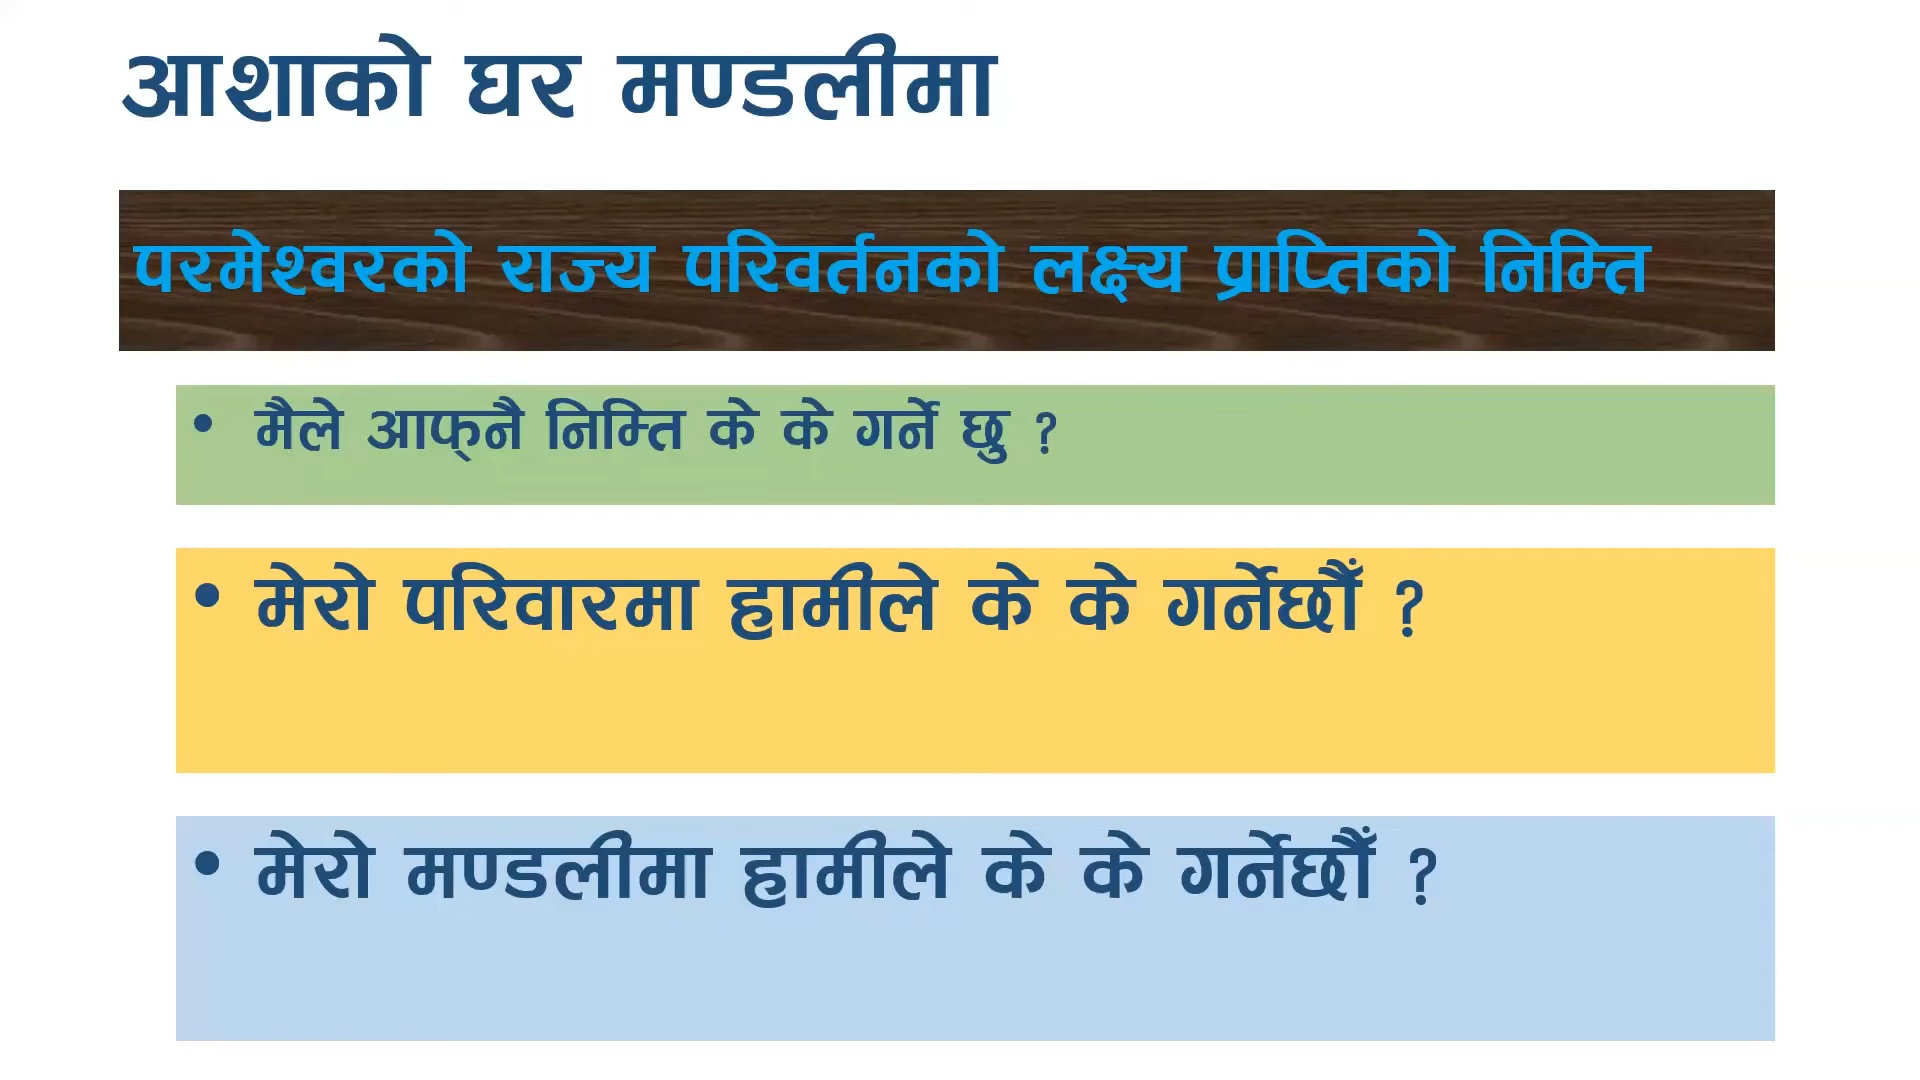 आशाको घर मण्डलीमा
परमेश्वरको राज्य परिवर्तनको लक्ष्य प्राप्तिको निम्ति
• मैले आफ्‌नै निम्ति के के गर्ने छु ?
• मेरो परिवारमा हामीले के के गर्नेछौँ ?
• मेरो मण्डलीमा हामीले के के गर्नेछौँ ?